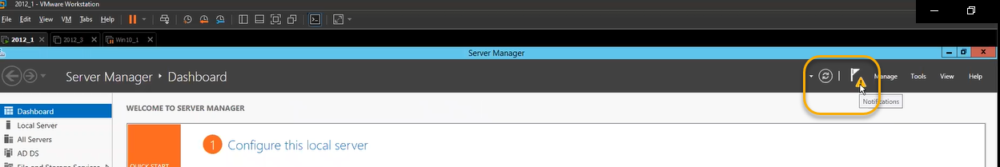 2012_1 - VMware Workstation
File Edit View VM Tabs Help
2012_1 2012_3 Win10_1
Server Manager
Server Manager Dashboard
Manage Tools View Help
Notifications
Dashboard
WELCOME TO SERVER MANAGER
Local Server
All Servers
1 Configure this local server
AD DS
File and Storage Services
QUICK START